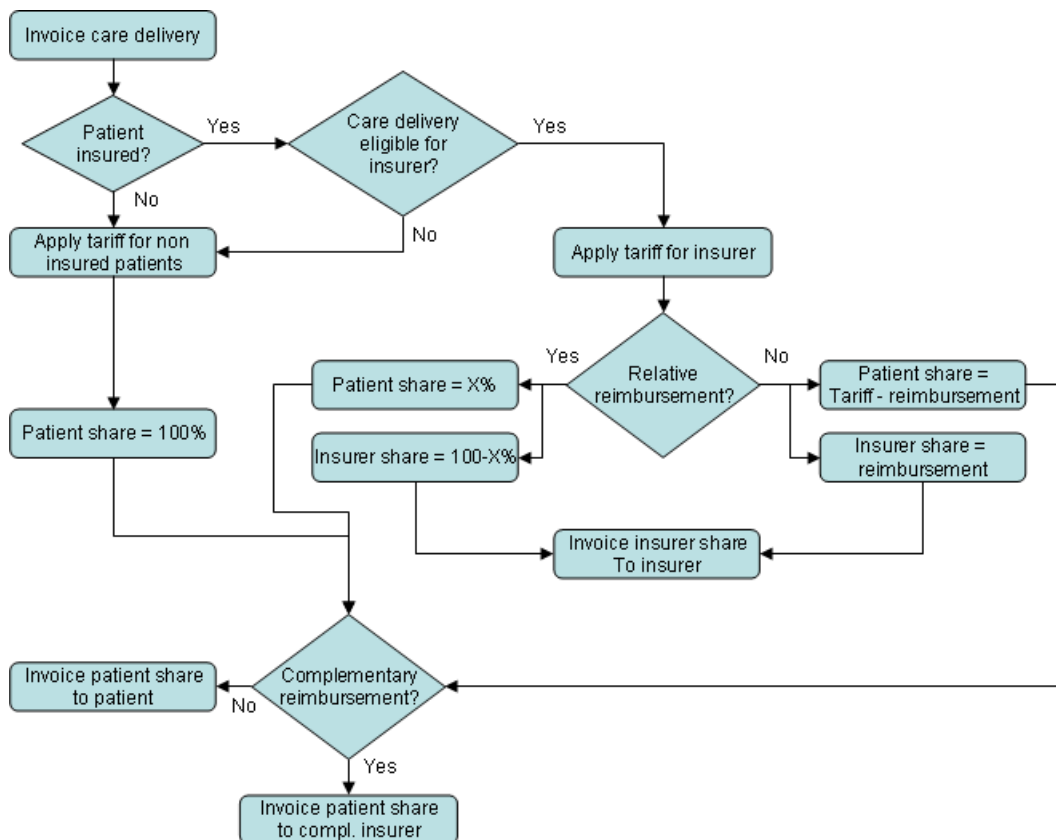 Invoice care delivery
Patient
insured?
Yes
Care delivery
eligible for
insurer?
Yes
No
No
Apply tariff for non
insured patients
Apply tariff for insurer
Relative
reimbursement?
Yes
No
Patient share = X%
Patient share =
Tariff - reimbursement
Patient share = 100%
Insurer share = 100-X%
Insurer share =
reimbursement
Invoice insurer share
To insurer
Complementary
reimbursement?
Invoice patient share
to patient
No
Yes
Invoice patient share
to compl. insurer